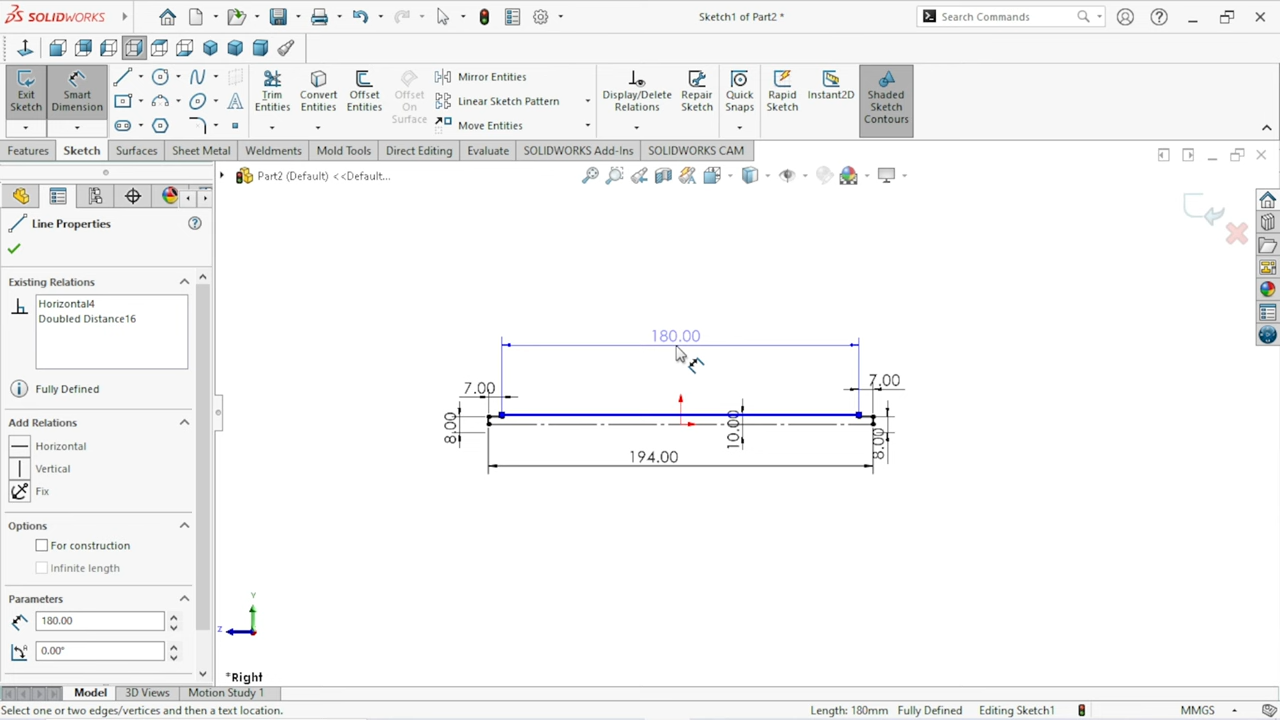 SOLIDWORKS
Sketch1 of Part2 *
Search Commands
Exit Sketch
Smart Dimension
Trim Entities
Convert Entities
Offset Entities
Offset On Surface
Mirror Entities
Linear Sketch Pattern
Move Entities
Display/Delete Relations
Repair Sketch
Quick Snaps
Rapid Sketch
Instant2D
Shaded Sketch Contours
Features
Sketch
Surfaces
Sheet Metal
Weldments
Mold Tools
Direct Editing
Evaluate
SOLIDWORKS Add-Ins
SOLIDWORKS CAM
Part2 (Default) <<Default...
Line Properties
Existing Relations
Horizontal4
Doubled Distance16
Fully Defined
Add Relations
Horizontal
Vertical
Fix
Options
For construction
Infinite length
Parameters
180.00
0.00°
180.00
7.00
7.00
8.00
10.00
8.00
194.00
Y
Z
*Right
Model
3D Views
Motion Study 1
Select one or two edges/vertices and then a text location.
Length: 180mm
Fully Defined
Editing Sketch1
MMGS